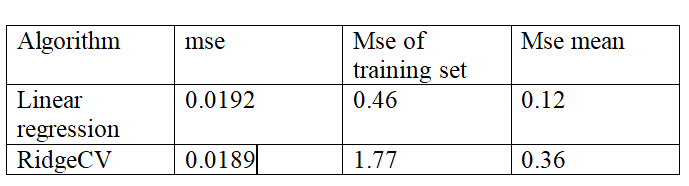 Algorithm mse Mse of Mse mean
training set
Linear 0.0192 0.46 0.12
regression
RidgeCV 0.0189 1.77 0.36